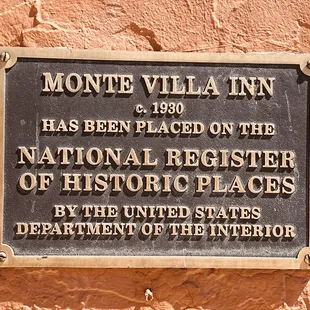 MONTE VILLA INN
c. 1930
HAS BEEN PLACED ON THE
NATIONAL REGISTER
OF HISTORIC PLACES
BY THE UNITED STATES
DEPARTMENT OF THE INTERIOR